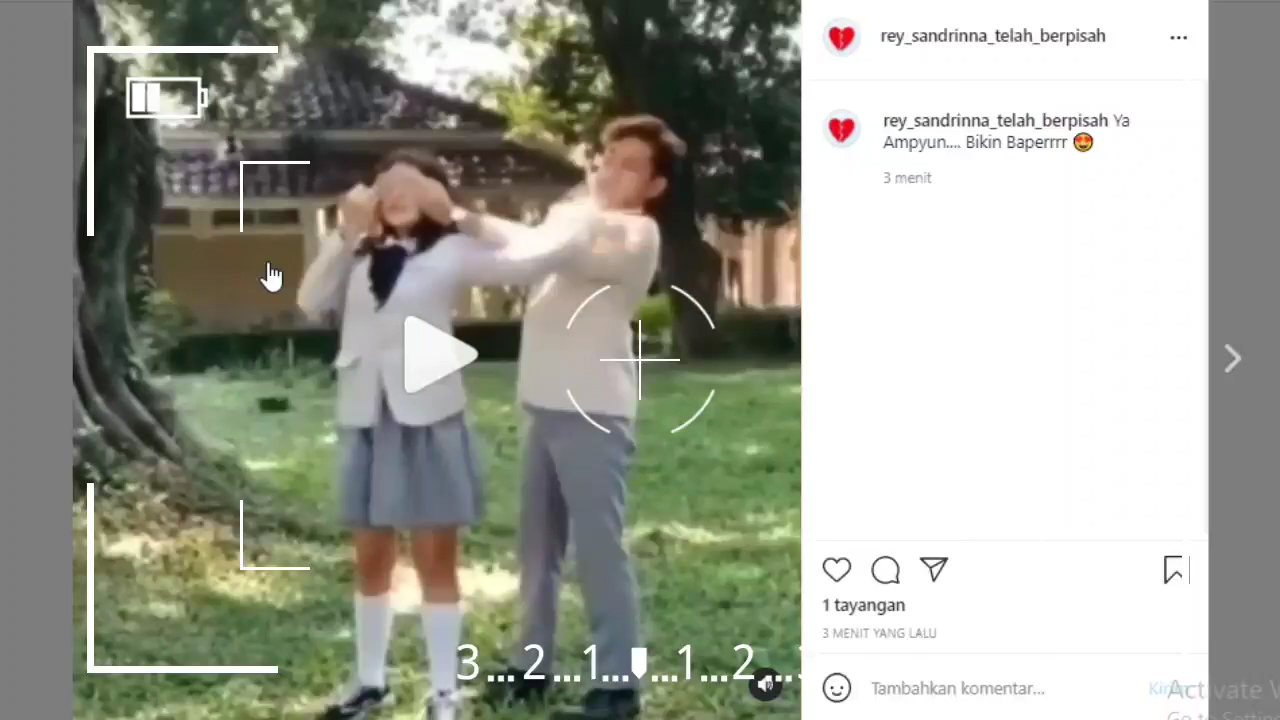 rey_sandrinna_telah_berpisah
rey_sandrinna_telah_berpisah Ya
Ampyun.... Bikin Baperrrr 😍
3 menit
1 tayangan
3 MENIT YANG LALU
3...2...1... ...1...2...
Tambahkan komentar...
Activate